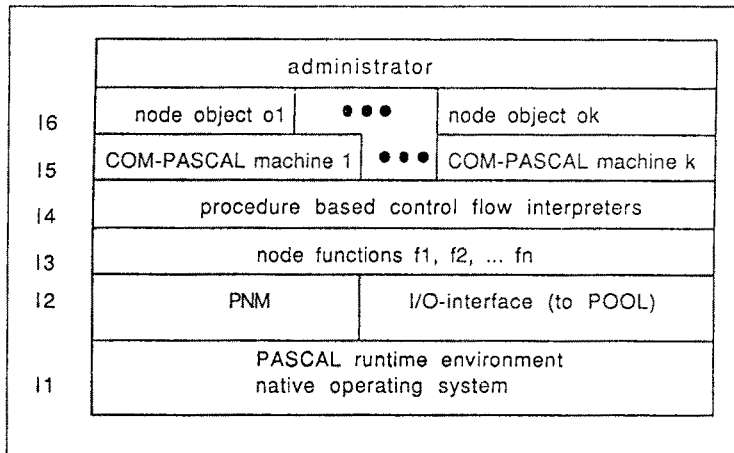 administrator
l6 node object o1 ●●● node object ok
l5 COM-PASCAL machine 1 ●●● COM-PASCAL machine k
l4 procedure based control flow interpreters
l3 node functions f1, f2, ... fn
l2 PNM I/O-interface (to POOL)
PASCAL runtime environment
l1 native operating system